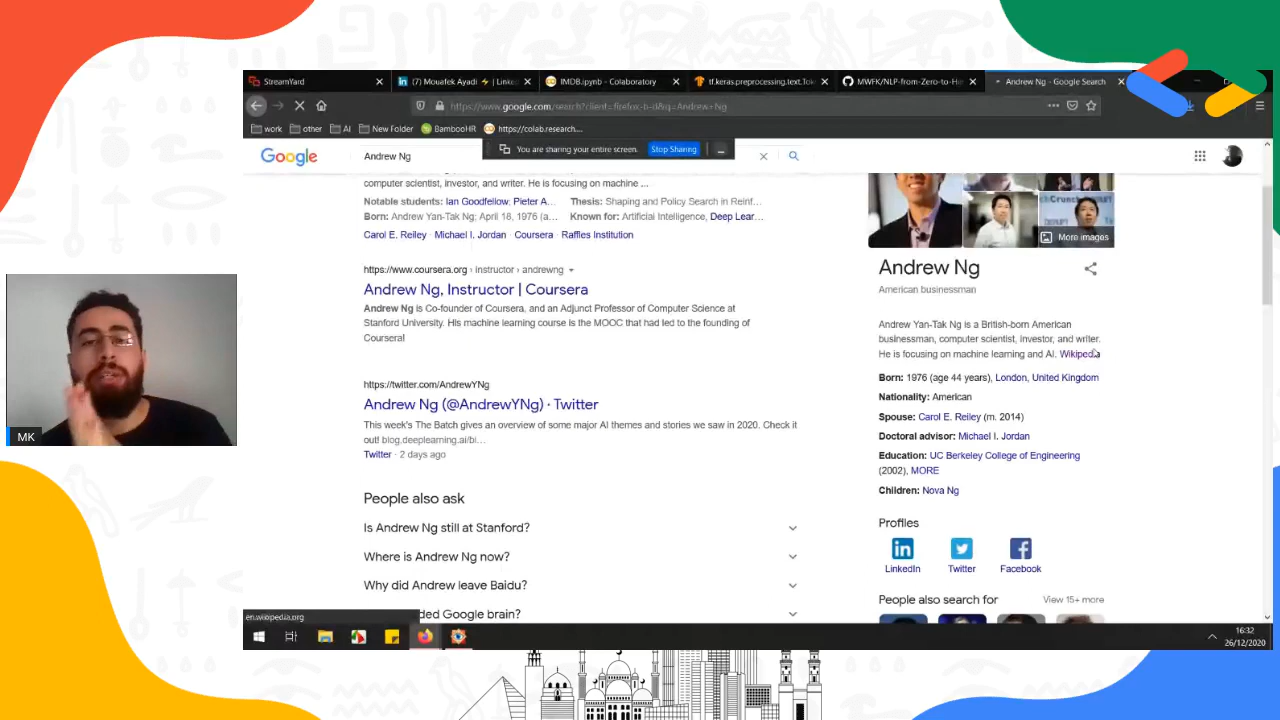 StreamYard
(7) Mouafek Ayadi ⚡ | Linke
IMDB.ipynb - Colaboratory
tf.keras.preprocessing.text.Tok
MWFK/NLP-from-Zero-to-He
Andrew Ng - Google Search
https://www.google.com/search?client=firefox-b-d&q=Andrew+Ng
work
other
AI
New Folder
BambooHR
https://colab.research....
You are sharing your entire screen.
Stop Sharing
Google
Andrew Ng
computer scientist, investor, and writer. He is focusing on machine ...
Notable students: Ian Goodfellow; Pieter A...
Thesis: Shaping and Policy Search in Reinf...
Born: Andrew Yan-Tak Ng; April 18, 1976 (a...
Known for: Artificial Intelligence, Deep Lear...
Carol E. Reiley · Michael I. Jordan · Coursera · Raffles Institution
https://www.coursera.org › instructor › andrewng
Andrew Ng, Instructor | Coursera
Andrew Ng is Co-founder of Coursera, and an Adjunct Professor of Computer Science at
Stanford University. His machine learning course is the MOOC that had led to the founding of
Coursera!
https://twitter.com/AndrewYNg
Andrew Ng (@AndrewYNg) · Twitter
This week's The Batch gives an overview of some major AI themes and stories we saw in 2020. Check it
out! blog.deeplearning.ai/bl...
Twitter · 2 days ago
People also ask
Is Andrew Ng still at Stanford?
Where is Andrew Ng now?
Why did Andrew leave Baidu?
ded Google brain?
More images
Andrew Ng
American businessman
Andrew Yan-Tak Ng is a British-born American
businessman, computer scientist, investor, and writer.
He is focusing on machine learning and AI. Wikipedia
Born: 1976 (age 44 years), London, United Kingdom
Nationality: American
Spouse: Carol E. Reiley (m. 2014)
Doctoral advisor: Michael I. Jordan
Education: UC Berkeley College of Engineering
(2002), MORE
Children: Nova Ng
Profiles
LinkedIn
Twitter
Facebook
People also search for
View 15+ more
en.wikipedia.org
16:32
26/12/2020
MK